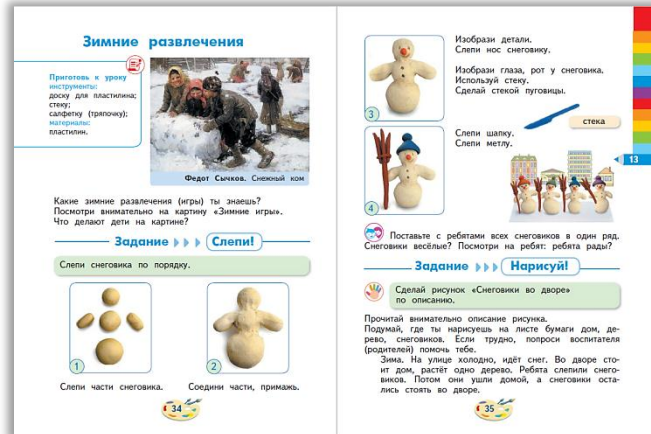 Зимние развлечения
Приготовь к уроку
инструменты:
доску для пластилина;
стеку;
салфетку (тряпочку);
материалы:
пластилин.
Федот Сычков. Снежный ком
Какие зимние развлечения (игры) ты знаешь?
Посмотри внимательно на картину «Зимние игры».
Что делают дети на картине?
Задание Слепи!
Слепи снеговика по порядку.
1
2
Слепи части снеговика.
Соедини части, примажь.
34
3
Изобрази детали.
Слепи нос снеговику.
Изобрази глаза, рот у снеговика.
Используй стеку.
Сделай стекой пуговицы.
стека
13
4
Слепи шапку.
Слепи метлу.
Поставьте с ребятами всех снеговиков в один ряд.
Снеговики весёлые? Посмотри на ребят: ребята рады?
Задание Нарисуй!
Сделай рисунок «Снеговики во дворе»
по описанию.
Прочитай внимательно описание рисунка.
Подумай, где ты нарисуешь на листе бумаги дом, де-
рево, снеговиков. Если трудно, попроси воспитателя
(родителей) помочь тебе.
Зима. На улице холодно, идёт снег. Во дворе сто-
ит дом, растёт одно дерево. Ребята слепили снего-
виков. Потом они ушли домой, а снеговики оста-
лись стоять во дворе.
35